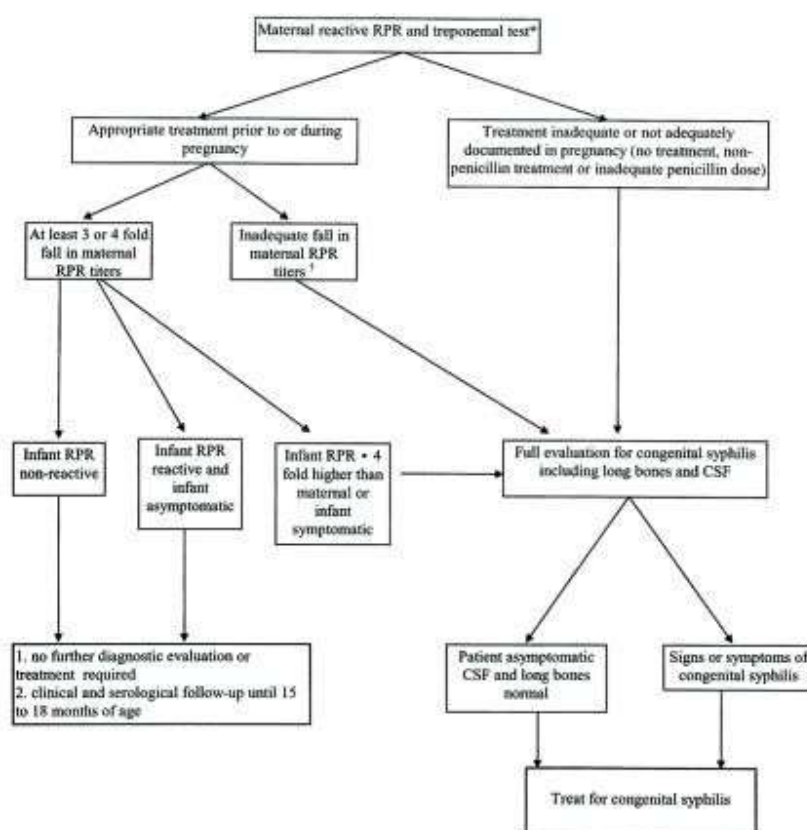 Maternal reactive RPR and treponemal test*
Appropriate treatment prior to or during
pregnancy
Treatment inadequate or not adequately
documented in pregnancy (no treatment, non-
penicillin treatment or inadequate penicillin dose)
At least 3 or 4 fold
fall in maternal
RPR titers
Inadequate fall in
maternal RPR
titers †
Infant RPR
non-reactive
Infant RPR
reactive and
infant
asymptomatic
Infant RPR • 4
fold higher than
maternal or
infant
symptomatic
Full evaluation for congenital syphilis
including long bones and CSF
1. no further diagnostic evaluation or
treatment required
2. clinical and serological follow-up until 15
to 18 months of age
Patient asymptomatic
CSF and long bones
normal
Signs or symptoms of
congenital syphilis
Treat for congenital syphilis